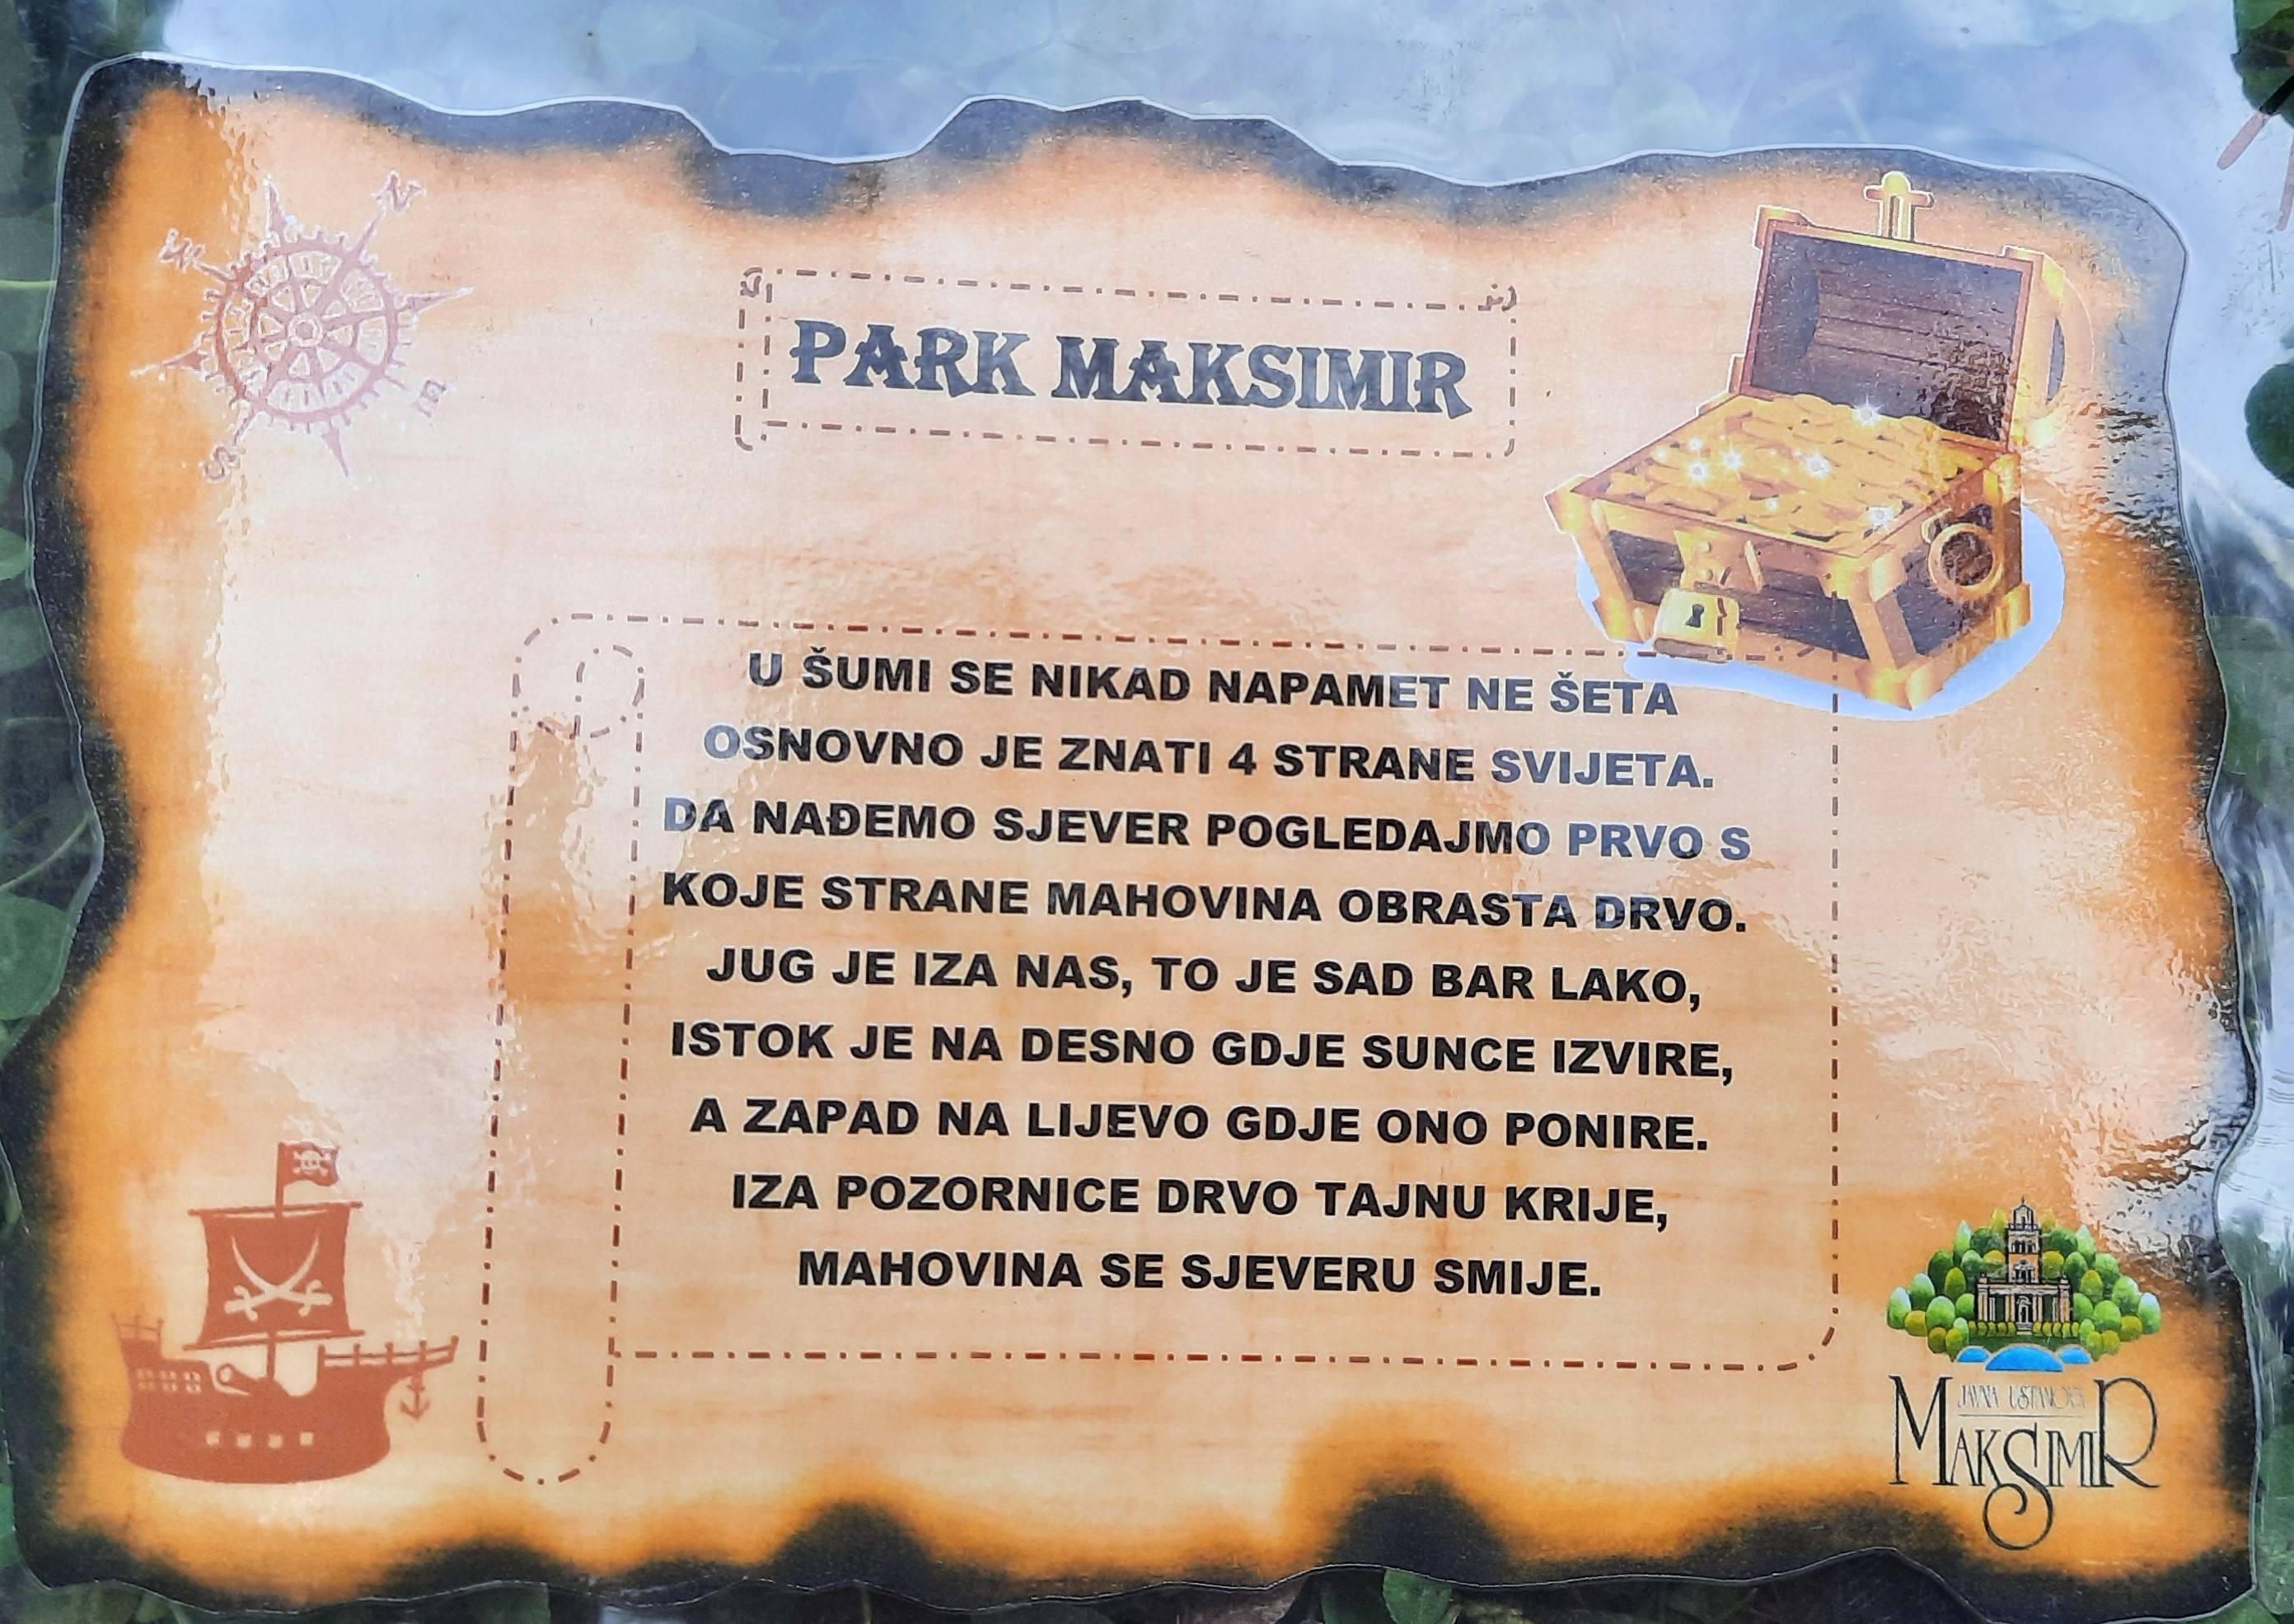 N
W
E
S
PARK MAKSIMIR
U ŠUMI SE NIKAD NAPAMET NE ŠETA
OSNOVNO JE ZNATI 4 STRANE SVIJETA.
DA NAĐEMO SJEVER POGLEDAJMO PRVO S
KOJE STRANE MAHOVINA OBRASTA DRVO.
JUG JE IZA NAS, TO JE SAD BAR LAKO,
ISTOK JE NA DESNO GDJE SUNCE IZVIRE,
A ZAPAD NA LIJEVO GDJE ONO PONIRE.
IZA POZORNICE DRVO TAJNU KRIJE,
MAHOVINA SE SJEVERU SMIJE.
JAVNA USTANOVA
MAKSIMIR